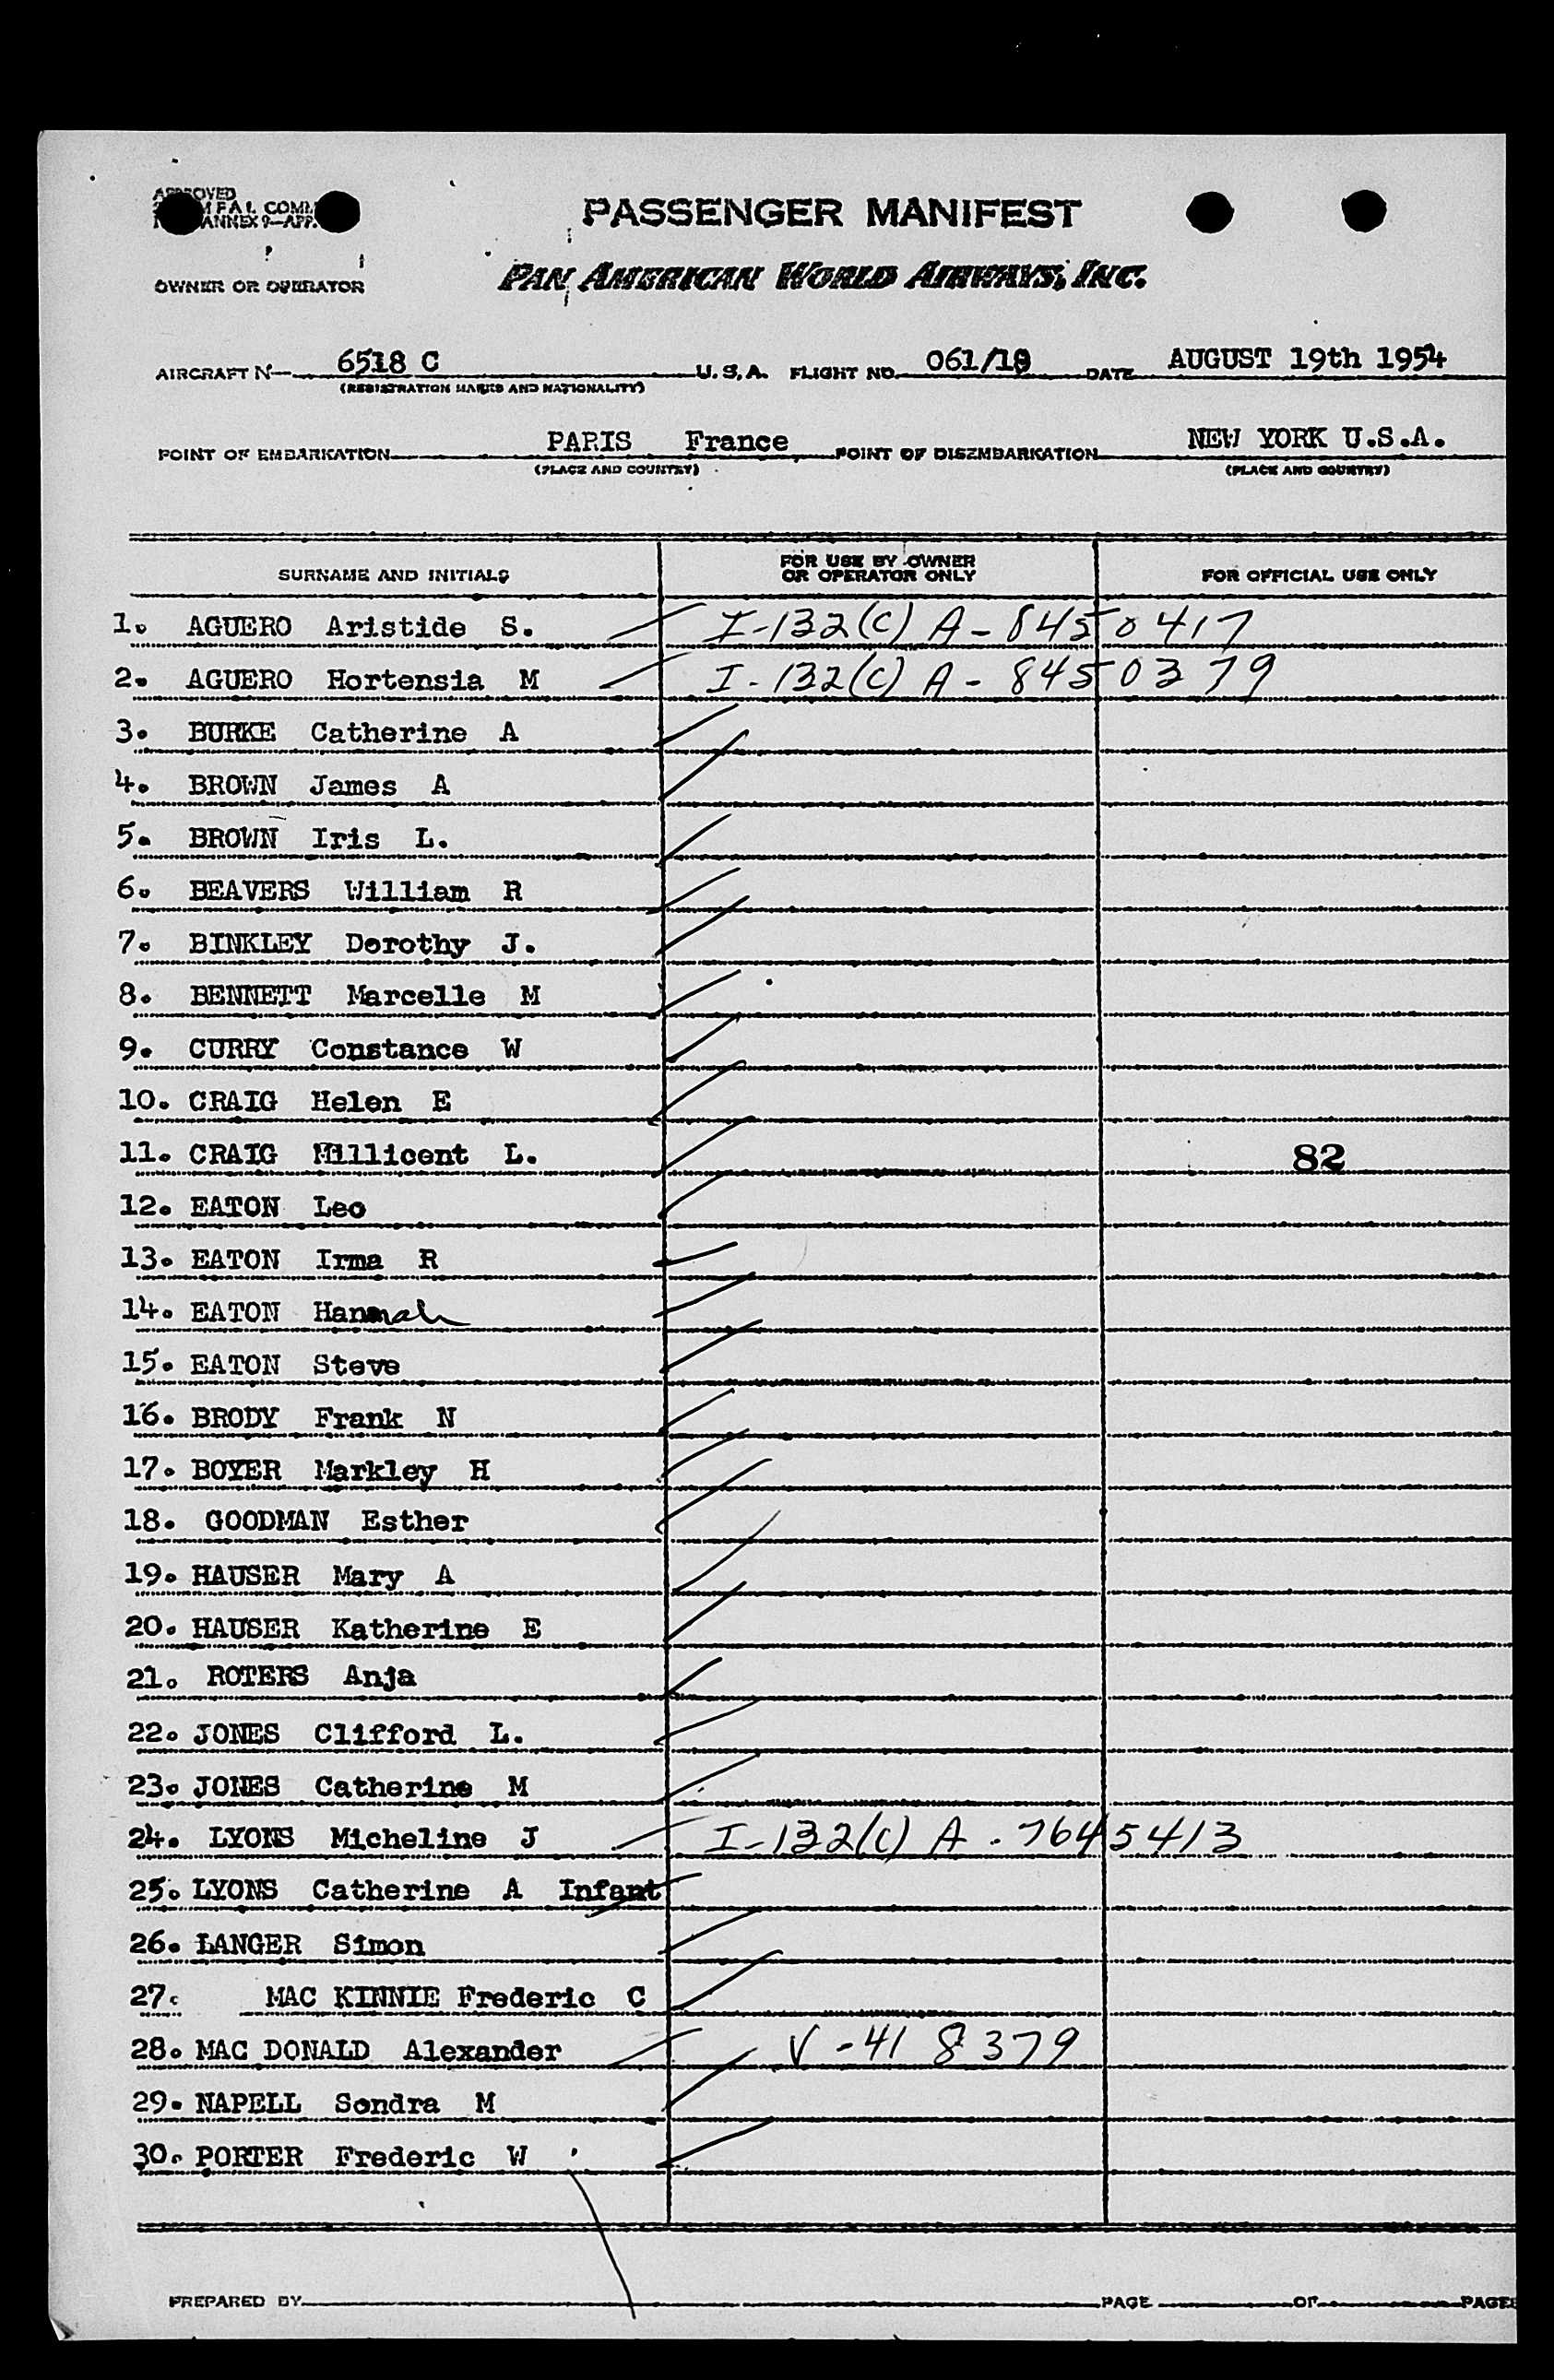 APPROVED
F A L COMM
ANNEX 9—APP.
PASSENGER MANIFEST
OWNER OR OPERATOR PAN AMERICAN WORLD AIRWAYS, INC.
AIRCRAFT N— 6518 C U. S. A. FLIGHT NO. 061/18 DATE AUGUST 19th 1954
(REGISTRATION MARKS AND NATIONALITY)
POINT OF EMBARKATION PARIS France, POINT OF DISEMBARKATION NEW YORK U.S.A.
(PLACE AND COUNTRY) (PLACE AND COUNTRY)
SURNAME AND INITIALS FOR USE BY OWNER OR OPERATOR ONLY FOR OFFICIAL USE ONLY
1. AGUERO Aristide S. I-132(C) A-8450417
2. AGUERO Hortensia M I-132(C) A-8450379
3. BURKE Catherine A
4. BROWN James A
5. BROWN Iris L.
6. BEAVERS William R
7. BINKLEY Dorothy J.
8. BENNETT Marcelle M
9. CURRY Constance W
10. CRAIG Helen E
11. CRAIG Millicent L. 82
12. EATON Leo
13. EATON Irma R
14. EATON Hannah
15. EATON Steve
16. BRODY Frank N
17. BOYER Markley H
18. GOODMAN Esther
19. HAUSER Mary A
20. HAUSER Katherine E
21. ROTERS Anja
22. JONES Clifford L.
23. JONES Catherine M
24. LYONS Micheline J I-132(C) A-7645413
25. LYONS Catherine A Infant
26. LANGER Simon
27. MAC KINNIE Frederic C
28. MAC DONALD Alexander V-418379
29. NAPELL Sondra M
30. PORTER Frederic W
PREPARED BY PAGE OF PAGES